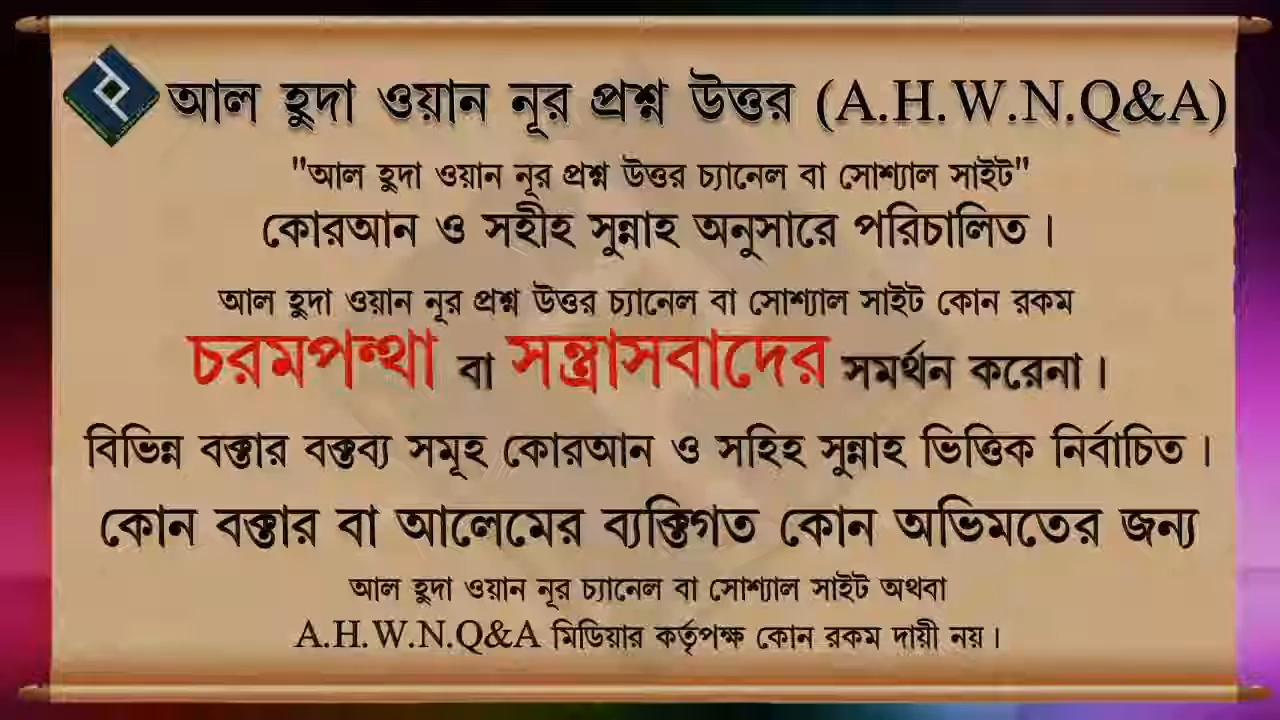 আল হুদা ওয়ান নূর প্রশ্ন উত্তর (A.H.W.N.Q&A)
"আল হুদা ওয়ান নূর প্রশ্ন উত্তর চ্যানেল বা সোশ্যাল সাইট"
কোরআন ও সহীহ সুন্নাহ অনুসারে পরিচালিত।
আল হুদা ওয়ান নূর প্রশ্ন উত্তর চ্যানেল বা সোশ্যাল সাইট কোন রকম
চরমপন্থা বা সন্ত্রাসবাদের সমর্থন করেনা।
বিভিন্ন বক্তার বক্তব্য সমূহ কোরআন ও সহিহ সুন্নাহ ভিত্তিক নির্বাচিত।
কোন বক্তার বা আলেমের ব্যক্তিগত কোন অভিমতের জন্য
আল হুদা ওয়ান নূর চ্যানেল বা সোশ্যাল সাইট অথবা
A.H.W.N.Q&A মিডিয়ার কর্তৃপক্ষ কোন রকম দায়ী নয়।